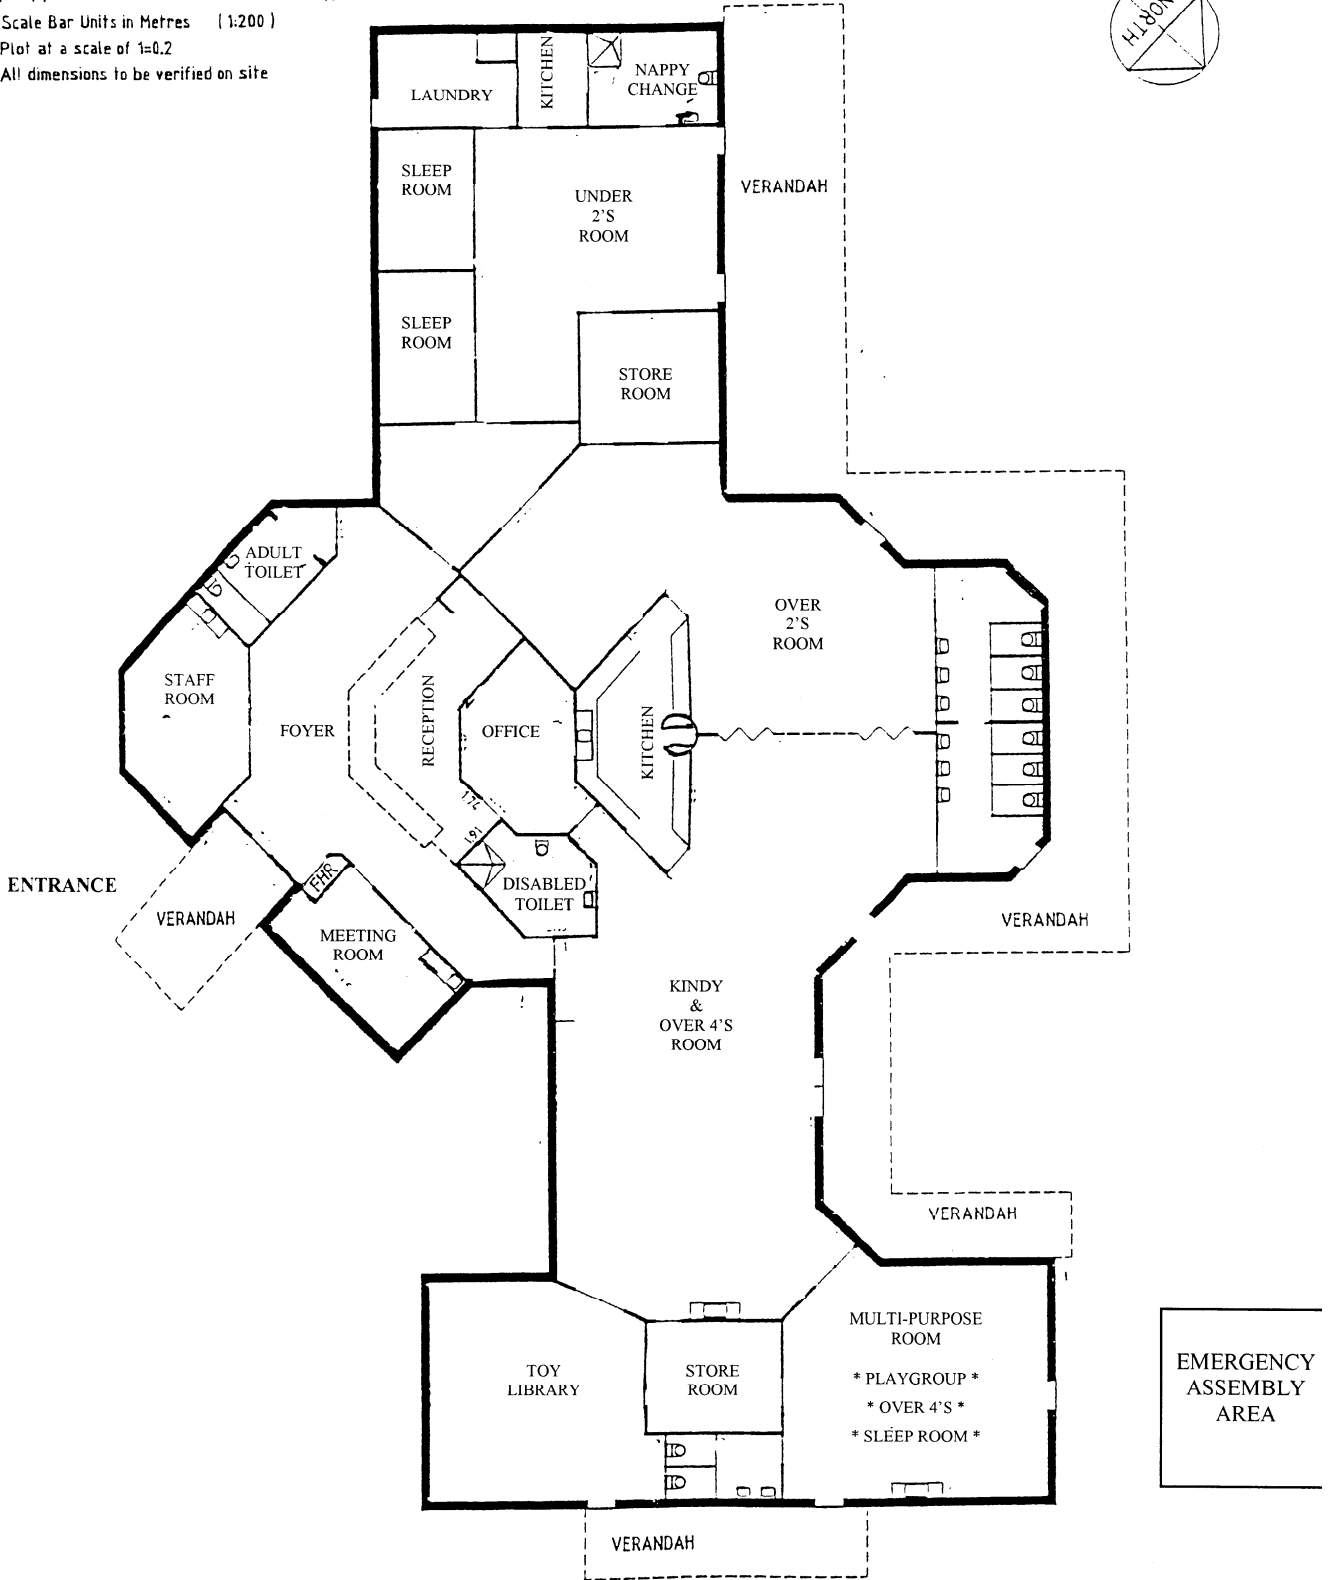 Scale Bar Units in Metres ( 1:200 )
Plot at a scale of 1=0.2
All dimensions to be verified on site
NORTH
LAUNDRY
KITCHEN
NAPPY
CHANGE
SLEEP
ROOM
UNDER
2'S
ROOM
VERANDAH
SLEEP
ROOM
STORE
ROOM
ADULT
TOILET
OVER
2'S
ROOM
STAFF
ROOM
FOYER
RECEPTION
OFFICE
KITCHEN
1.74
1.91
ENTRANCE
VERANDAH
FHR
DISABLED
TOILET
MEETING
ROOM
VERANDAH
KINDY
&
OVER 4'S
ROOM
VERANDAH
MULTI-PURPOSE
ROOM
* PLAYGROUP *
* OVER 4'S *
* SLEEP ROOM *
TOY
LIBRARY
STORE
ROOM
EMERGENCY
ASSEMBLY
AREA
VERANDAH